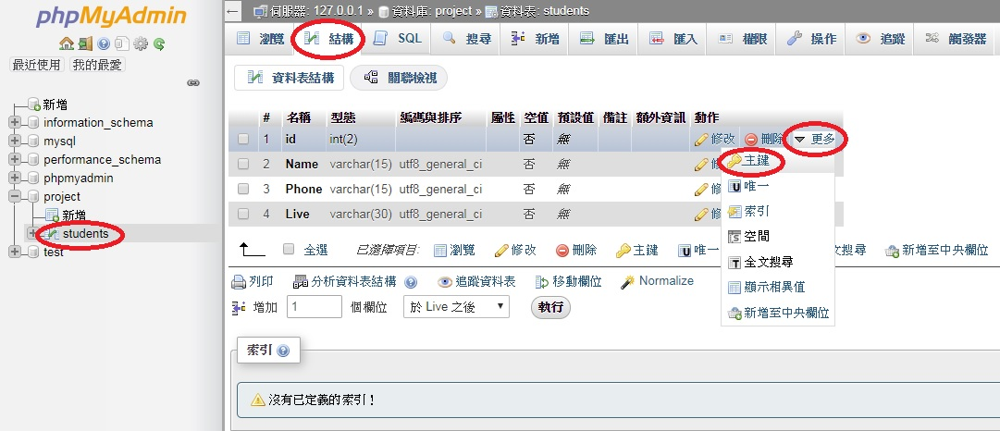 phpMyAdmin
最近使用 我的最愛
新增
information_schema
mysql
performance_schema
phpmyadmin
project
新增
students
test
伺服器: 127.0.0.1 » 資料庫: project » 資料表: students
瀏覽 結構 SQL 搜尋 新增 匯出 匯入 權限 操作 追蹤 觸發器
資料表結構 關聯檢視
# 名稱 型態 編碼與排序 屬性 空值 預設值 備註 額外資訊 動作
1 id int(2) 否 無 修改 刪除 更多
2 Name varchar(15) utf8_general_ci 否 無
3 Phone varchar(15) utf8_general_ci 否 無
4 Live varchar(30) utf8_general_ci 否 無
主鍵
唯一
索引
空間
全文搜尋
顯示相異值
新增至中央欄位
全選 已選擇項目: 瀏覽 修改 刪除 主鍵 唯一 文搜尋 新增至中央欄位
列印 分析資料表結構 追蹤資料表 移動欄位 Normalize
增加 1 個欄位 於 Live 之後 執行
索引
沒有已定義的索引！